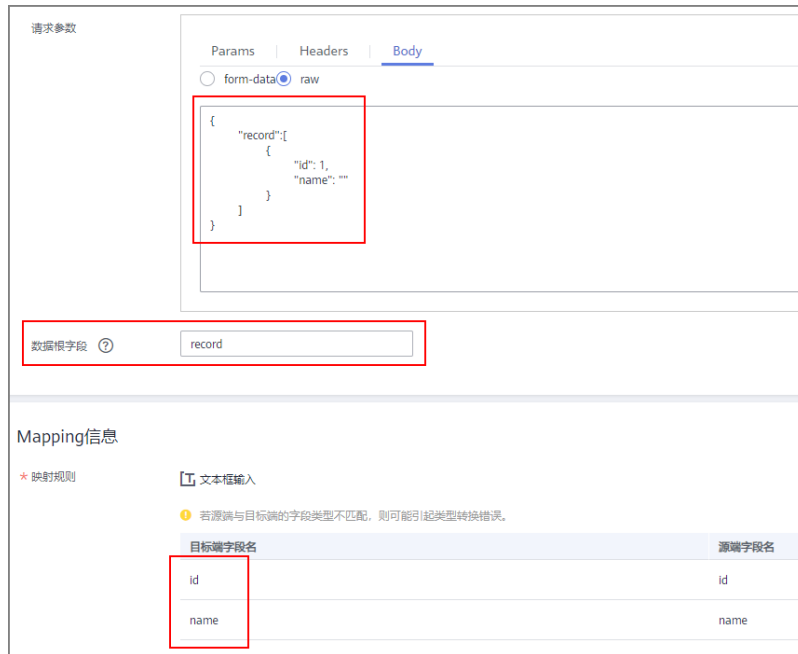 请求参数
Params Headers Body
form-data raw
{
"record":[
{
"id": 1,
"name": ""
}
]
}
数据根字段 ?
record
Mapping信息
* 映射规则
文本框输入
若源端与目标端的字段类型不匹配，则可能引起类型转换错误。
目标端字段名 源端字段名
id id
name name